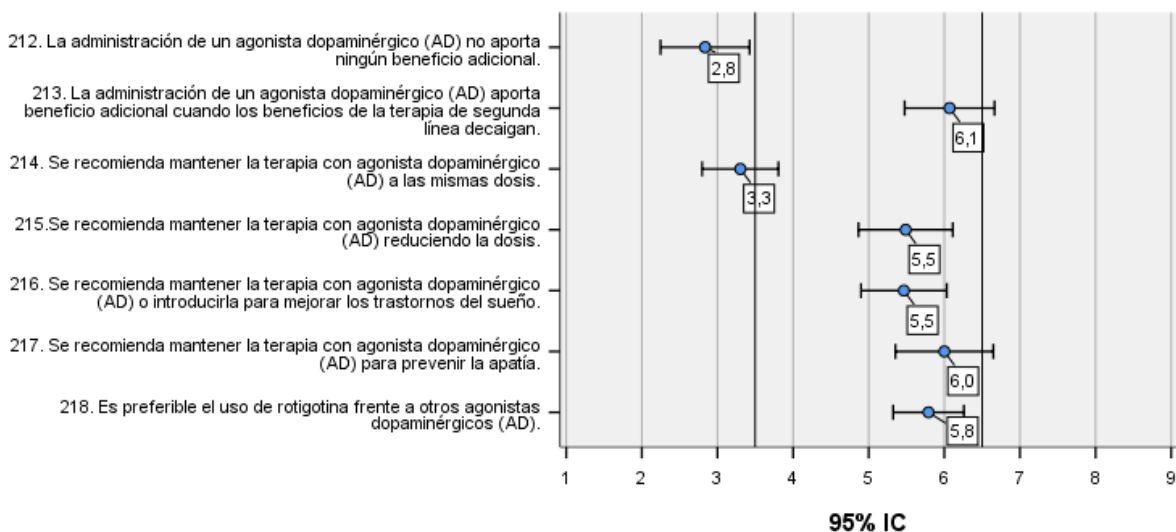 212. La administración de un agonista dopaminérgico (AD) no aporta
ningún beneficio adicional.
2,8
213. La administración de un agonista dopaminérgico (AD) aporta
beneficio adicional cuando los beneficios de la terapia de segunda
línea decaigan.
6,1
214. Se recomienda mantener la terapia con agonista dopaminérgico
(AD) a las mismas dosis.
3,3
215.Se recomienda mantener la terapia con agonista dopaminérgico
(AD) reduciendo la dosis.
5,5
216. Se recomienda mantener la terapia con agonista dopaminérgico
(AD) o introducirla para mejorar los trastornos del sueño.
5,5
217. Se recomienda mantener la terapia con agonista dopaminérgico
(AD) para prevenir la apatía.
6,0
218. Es preferible el uso de rotigotina frente a otros agonistas
dopaminérgicos (AD).
5,8
1 2 3 4 5 6 7 8 9
95% IC